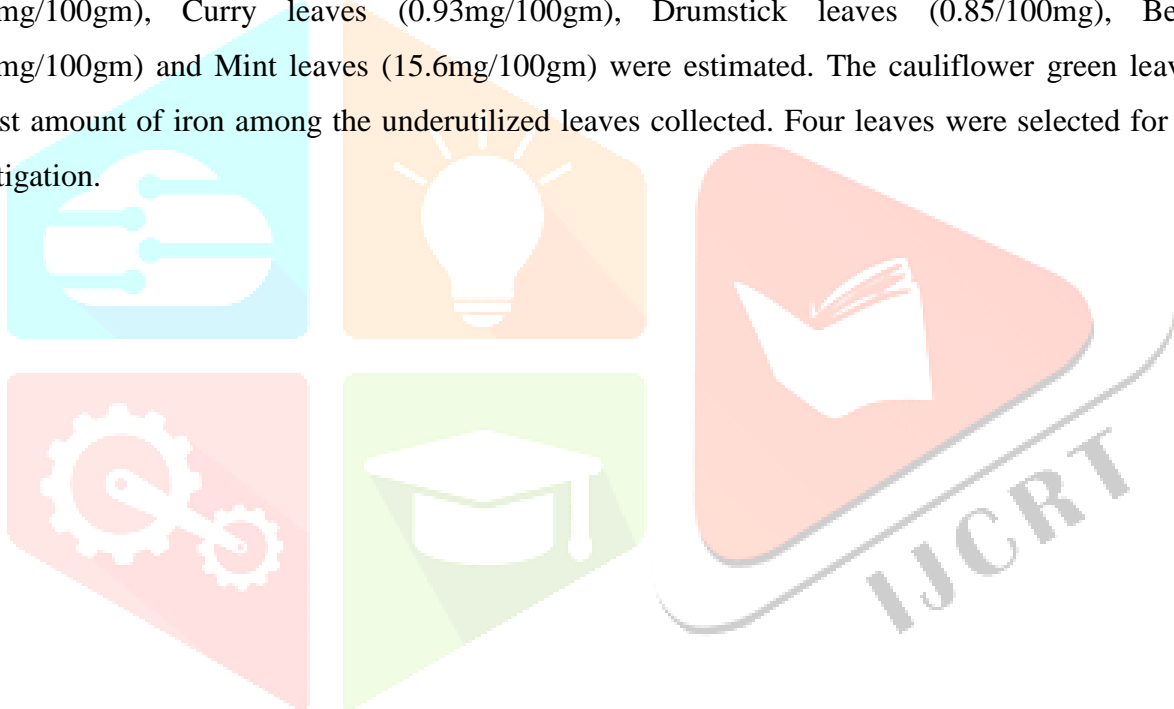 mg/100gm), Curry leaves (0.93mg/100gm), Drumstick leaves (0.85/100mg), Be
mg/100gm) and Mint leaves (15.6mg/100gm) were estimated. The cauliflower green leav
st amount of iron among the underutilized leaves collected. Four leaves were selected for
tigation.
IJCRT